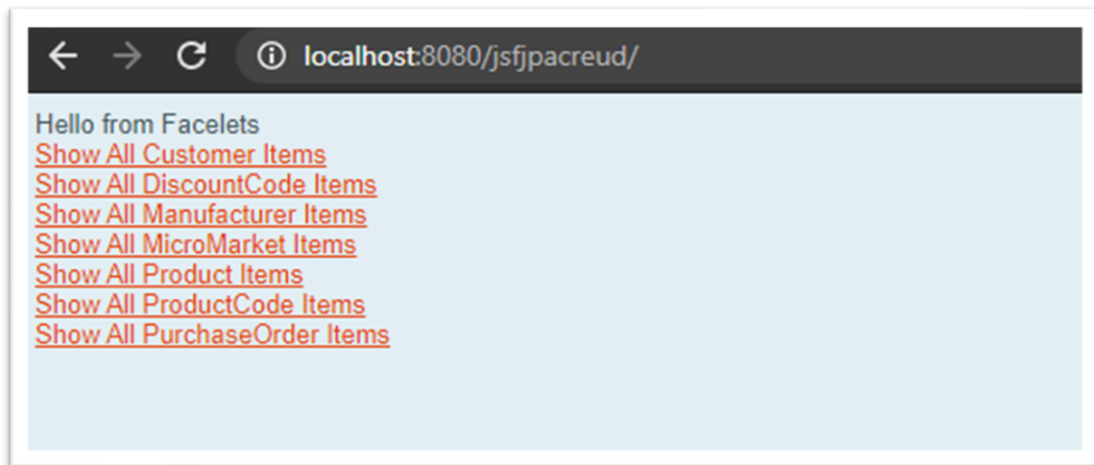 localhost:8080/jsfjpacreud/
Hello from Facelets
Show All Customer Items
Show All DiscountCode Items
Show All Manufacturer Items
Show All MicroMarket Items
Show All Product Items
Show All ProductCode Items
Show All PurchaseOrder Items